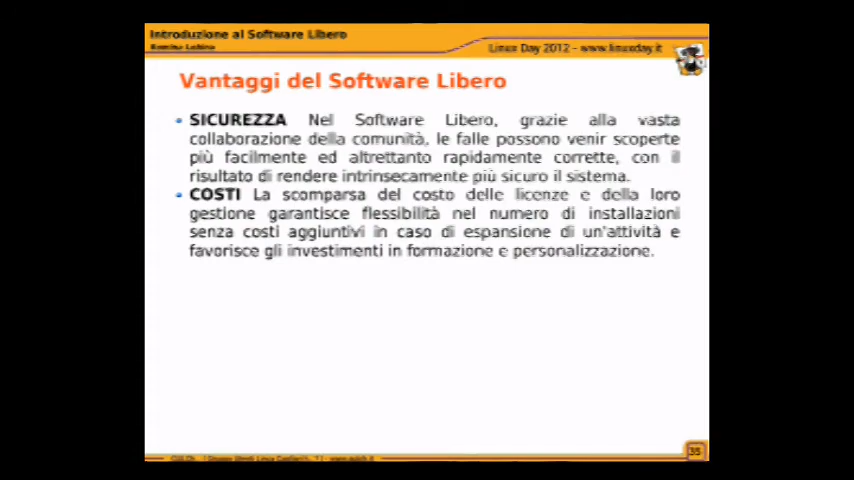 Introduzione al Software Libero
Linux Day 2012 - www.linuxday.it
Vantaggi del Software Libero
• SICUREZZA Nel Software Libero, grazie alla vasta
collaborazione della comunità, le falle possono venir scoperte
più facilmente ed altrettanto rapidamente corrette, con il
risultato di rendere intrinsecamente più sicuro il sistema.
• COSTI La scomparsa del costo delle licenze e della loro
gestione garantisce flessibilità nel numero di installazioni
senza costi aggiuntivi in caso di espansione di un'attività e
favorisce gli investimenti in formazione e personalizzazione.
35